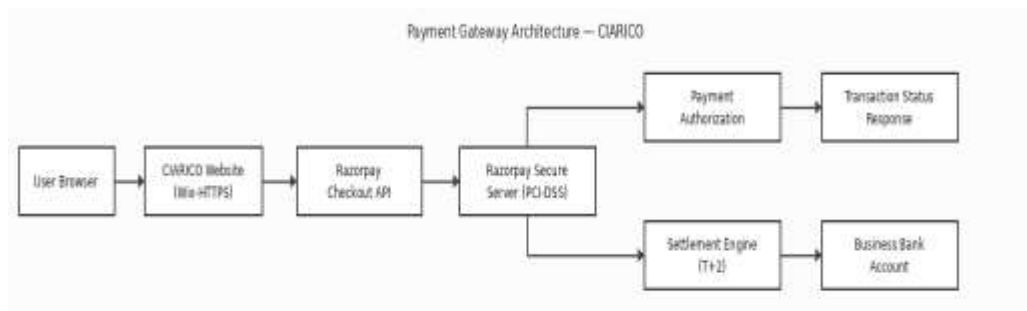 Payment Gateway Architecture — CIARICO
Payment
Authorization
Transaction Status
Response
User Browser
CIARICO Website
(Wix-HTTPS)
Razorpay
Checkout API
Razorpay Secure
Server (PCI-DSS)
Settlement Engine
(T+2)
Business Bank
Account